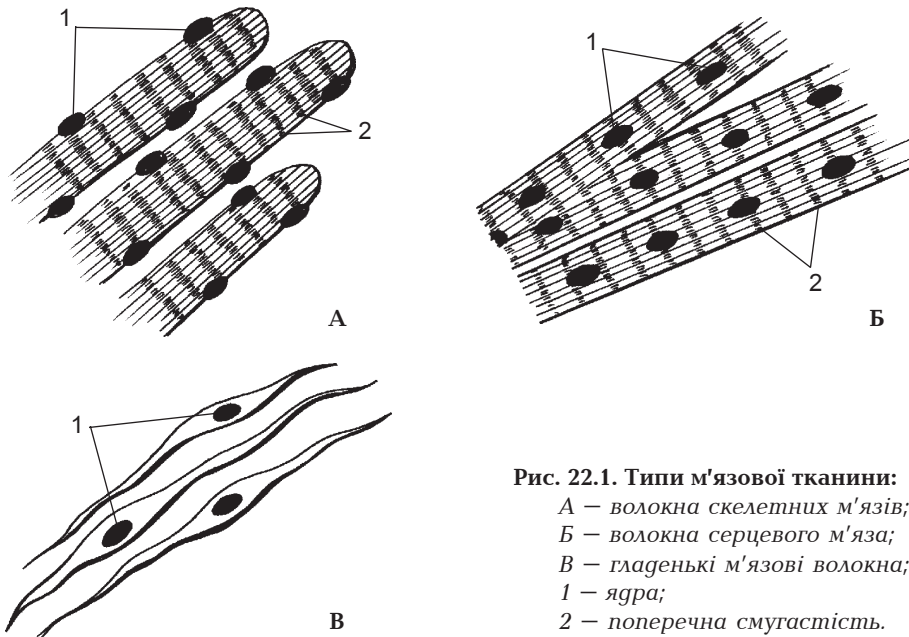 1
2
А
1
2
Б
1
В
Рис. 22.1. Типи м'язової тканини:
А — волокна скелетних м'язів;
Б — волокна серцевого м'яза;
В — гладенькі м'язові волокна;
1 — ядра;
2 — поперечна смугастість.